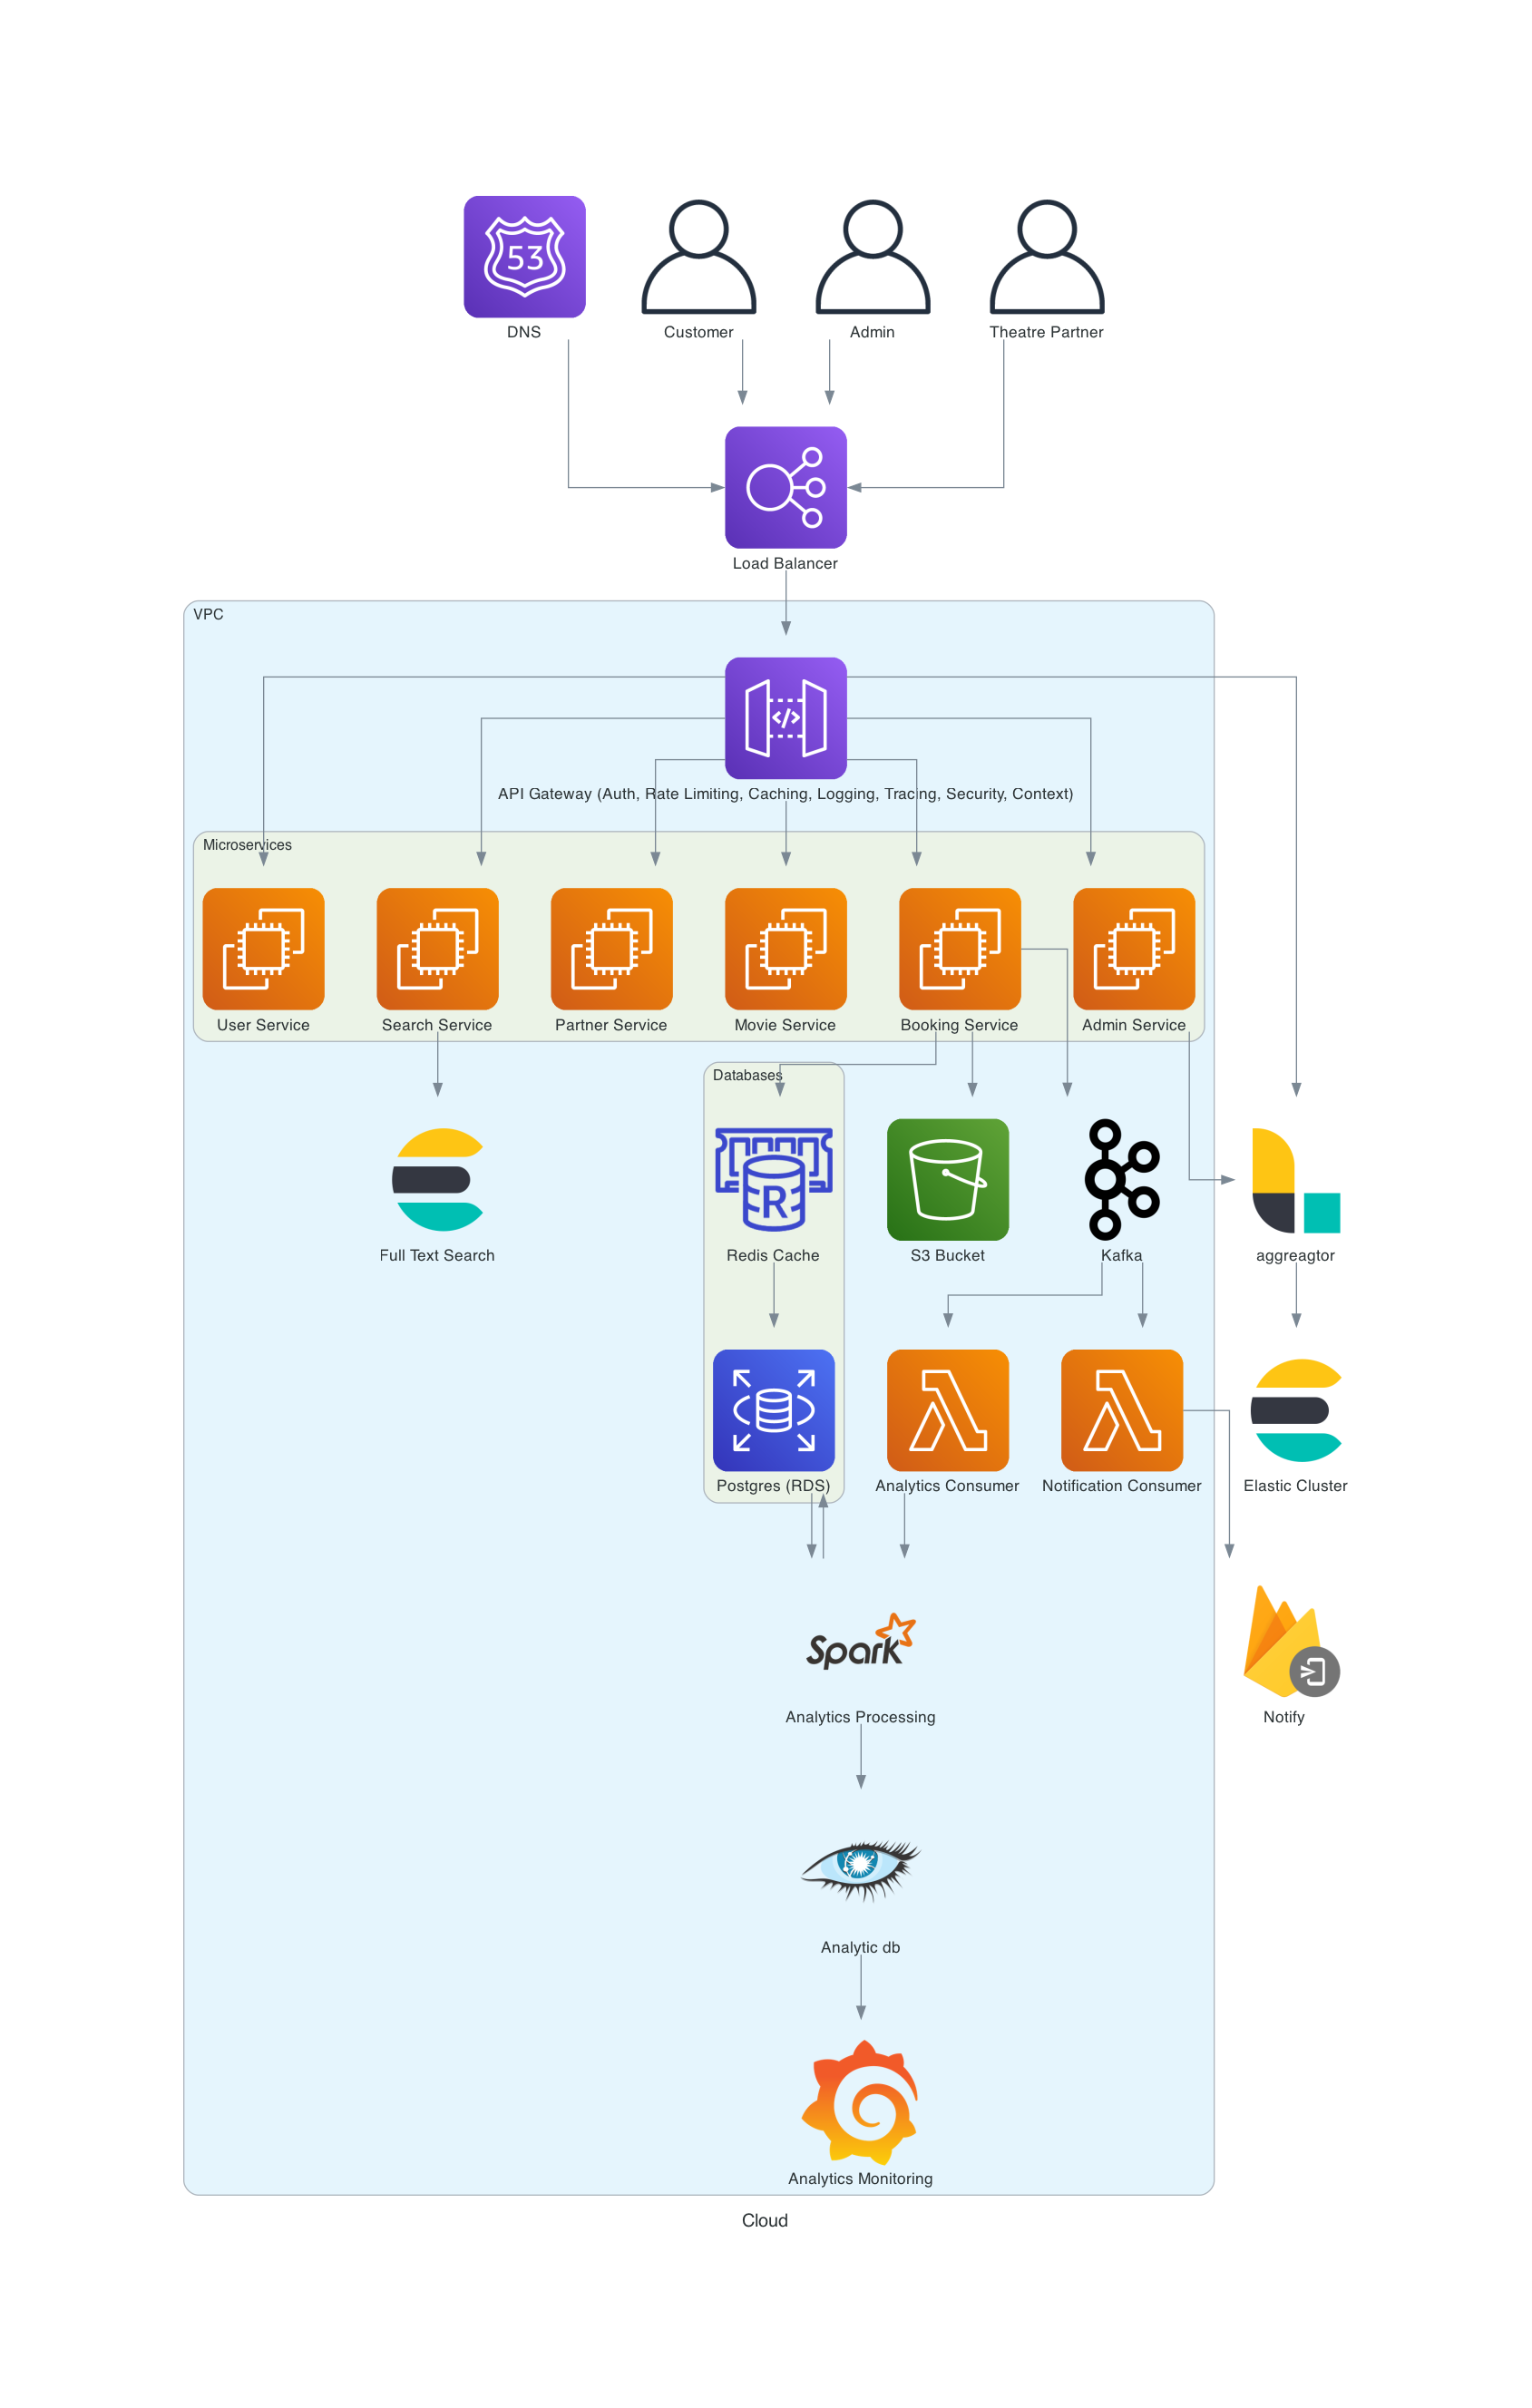 53
DNS
Customer
Admin
Theatre Partner
Load Balancer
VPC
API Gateway (Auth, Rate Limiting, Caching, Logging, Tracing, Security, Context)
Microservices
User Service
Search Service
Partner Service
Movie Service
Booking Service
Admin Service
Databases
R
Full Text Search
Redis Cache
S3 Bucket
Kafka
aggreagtor
Postgres (RDS)
Analytics Consumer
Notification Consumer
Elastic Cluster
Spark
Analytics Processing
Notify
Analytic db
Analytics Monitoring
Cloud